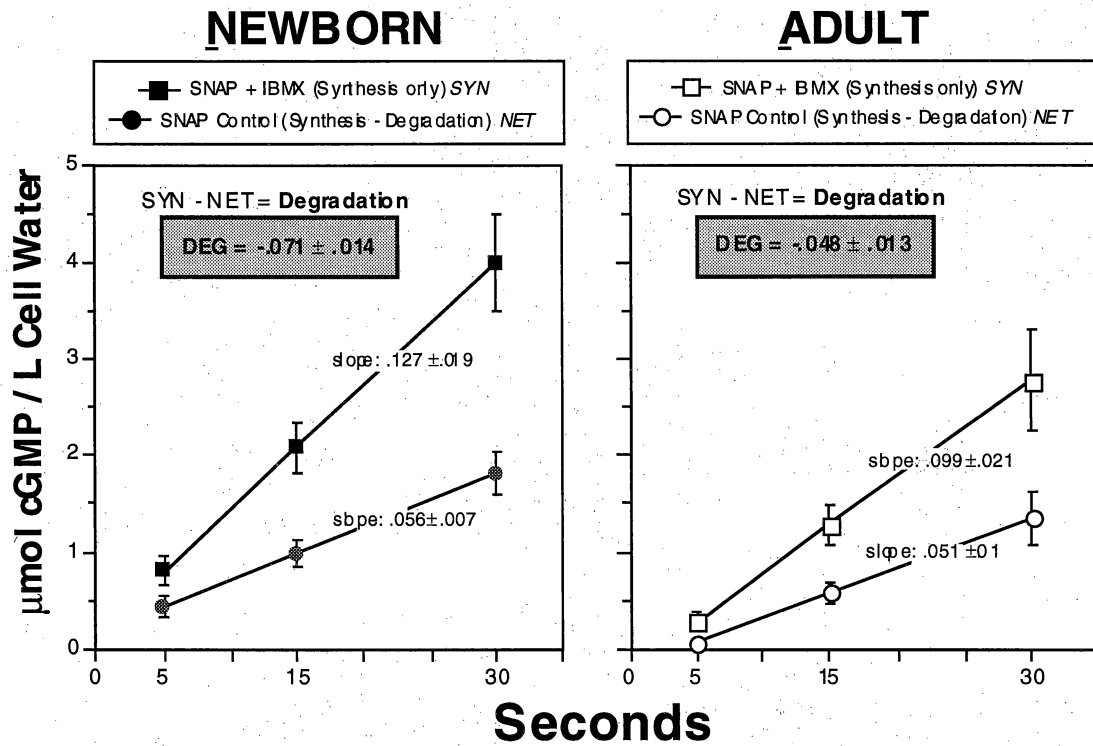 NEWBORN
SNAP + IBMX (Synthesis only) SYN
SNAP Control (Synthesis - Degradation) NET
ADULT
SNAP + IBMX (Synthesis only) SYN
SNAP Control (Synthesis - Degradation) NET
µmol cGMP / L Cell Water
5
4
3
2
1
0
SYN - NET = Degradation
DEG = -.071 ± .014
slope: .127 ±.019
slope: .056±.007
0 5 15 30
SYN - NET = Degradation
DEG = -.048 ± .013
slope: .099±.021
slope: .051 ±01
0 5 15 30
Seconds